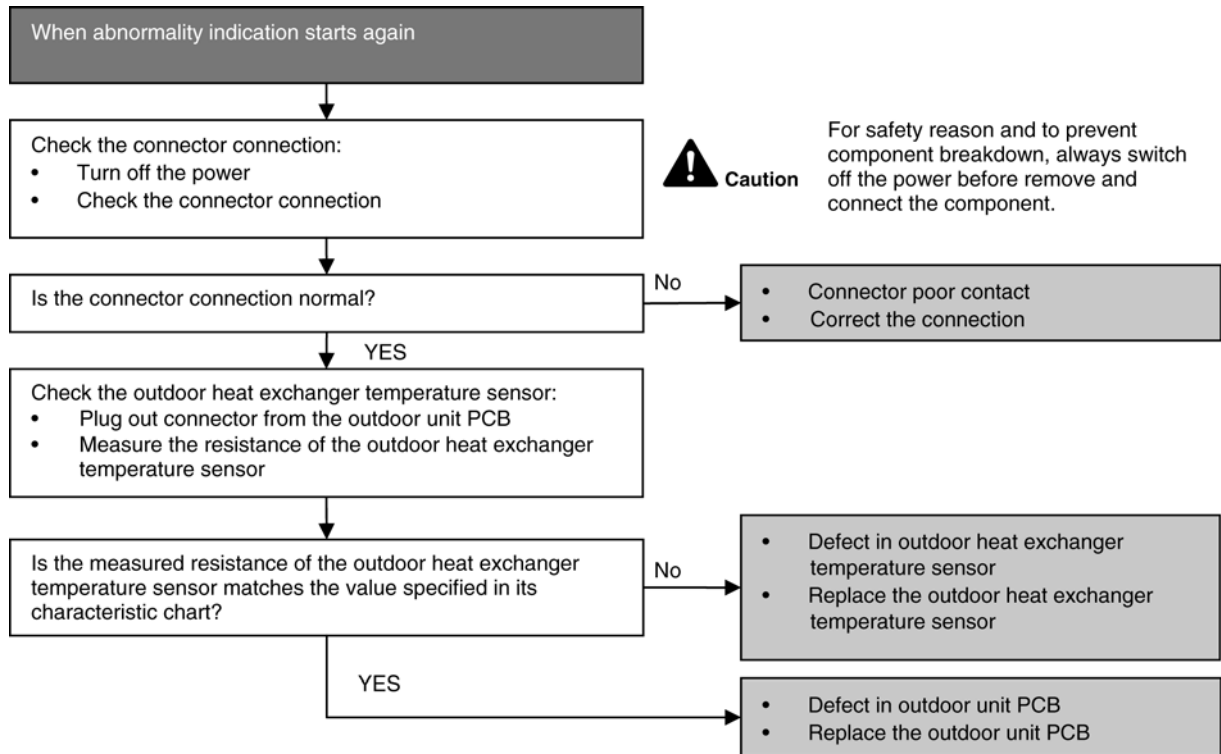 When abnormality indication starts again
Check the connector connection:
• Turn off the power
• Check the connector connection
Caution
For safety reason and to prevent
component breakdown, always switch
off the power before remove and
connect the component.
Is the connector connection normal?
No
• Connector poor contact
• Correct the connection
YES
Check the outdoor heat exchanger temperature sensor:
• Plug out connector from the outdoor unit PCB
• Measure the resistance of the outdoor heat exchanger
temperature sensor
Is the measured resistance of the outdoor heat exchanger
temperature sensor matches the value specified in its
characteristic chart?
No
• Defect in outdoor heat exchanger
temperature sensor
• Replace the outdoor heat exchanger
temperature sensor
YES
• Defect in outdoor unit PCB
• Replace the outdoor unit PCB